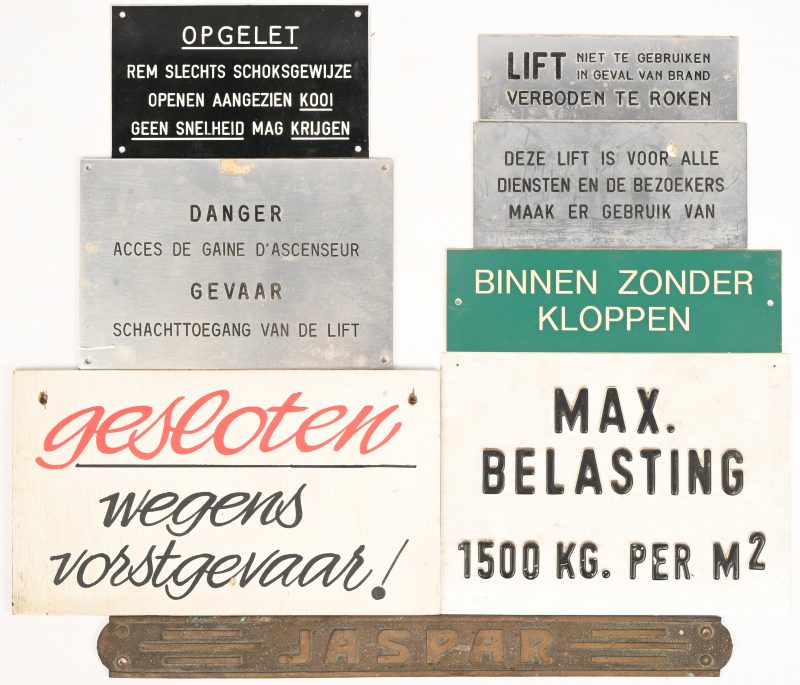 OPGELET
REM SLECHTS SCHOKSGEWIJZE
OPENEN AANGEZIEN KOOI
GEEN SNELHEID MAG KRIJGEN
DANGER
ACCES DE GAINE D'ASCENSEUR
GEVAAR
SCHACHTTOEGANG VAN DE LIFT
gesloten
wegens
vorstgevaar!
LIFT NIET TE GEBRUIKEN
IN GEVAL VAN BRAND
VERBODEN TE ROKEN
DEZE LIFT IS VOOR ALLE
DIENSTEN EN DE BEZOEKERS
MAAK ER GEBRUIK VAN
BINNEN ZONDER
KLOPPEN
MAX.
BELASTING
1500 KG. PER M2
JASPAR